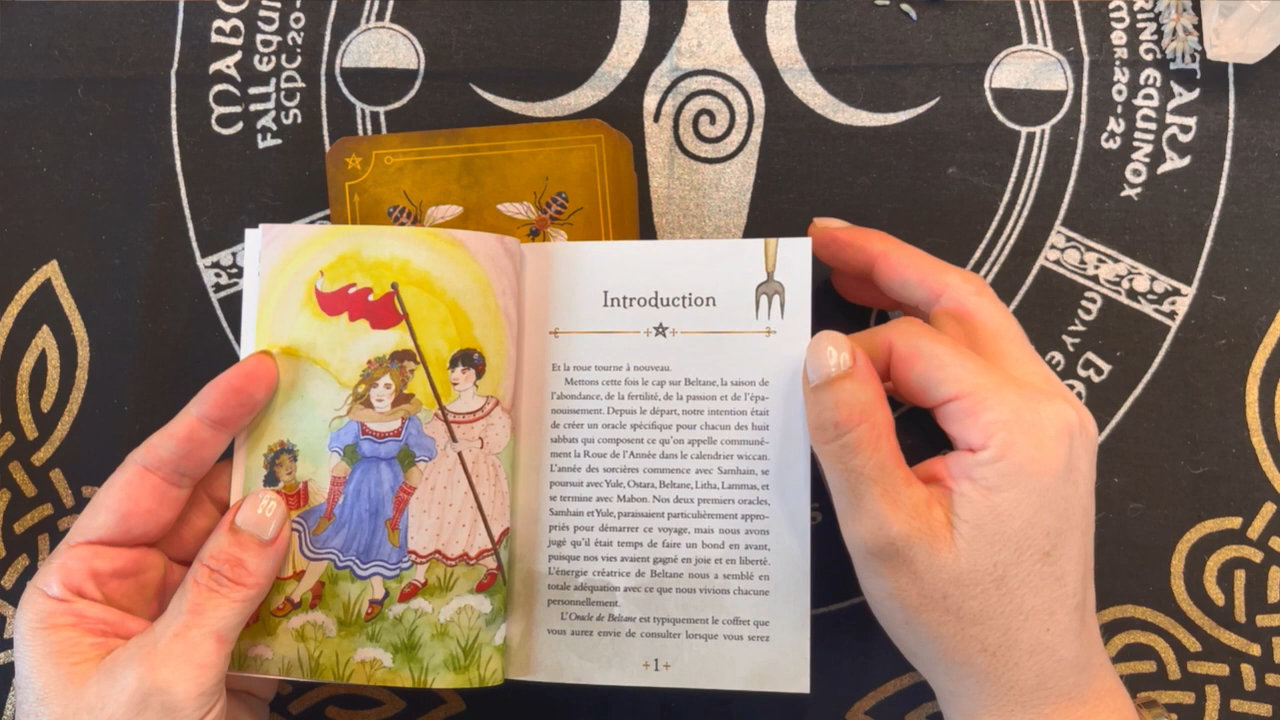 MABO
FALL EQUI
SEPC.20-
TARA
RING EQUINOX
Mar.20-23
Be
Introduction
Et la roue tourne à nouveau.
Mettons cette fois le cap sur Beltane, la saison de
l'abondance, de la fertilité, de la passion et de l'épa-
nouissement. Depuis le départ, notre intention était
de créer un oracle spécifique pour chacun des huit
sabbats qui composent ce qu'on appelle communé-
ment la Roue de l'Année dans le calendrier wiccan.
L'année des sorcières commence avec Samhain, se
poursuit avec Yule, Ostara, Beltane, Litha, Lammas, et
se termine avec Mabon. Nos deux premiers oracles,
Samhain et Yule, paraissaient particulièrement appro-
priés pour démarrer ce voyage, mais nous avons
jugé qu'il était temps de faire un bond en avant,
puisque nos vies avaient gagné en joie et en liberté.
L'énergie créatrice de Beltane nous a semblé en
totale adéquation avec ce que nous vivions chacune
personnellement.
L'Oracle de Beltane est typiquement le coffret que
vous aurez envie de consulter lorsque vous serez
+1+